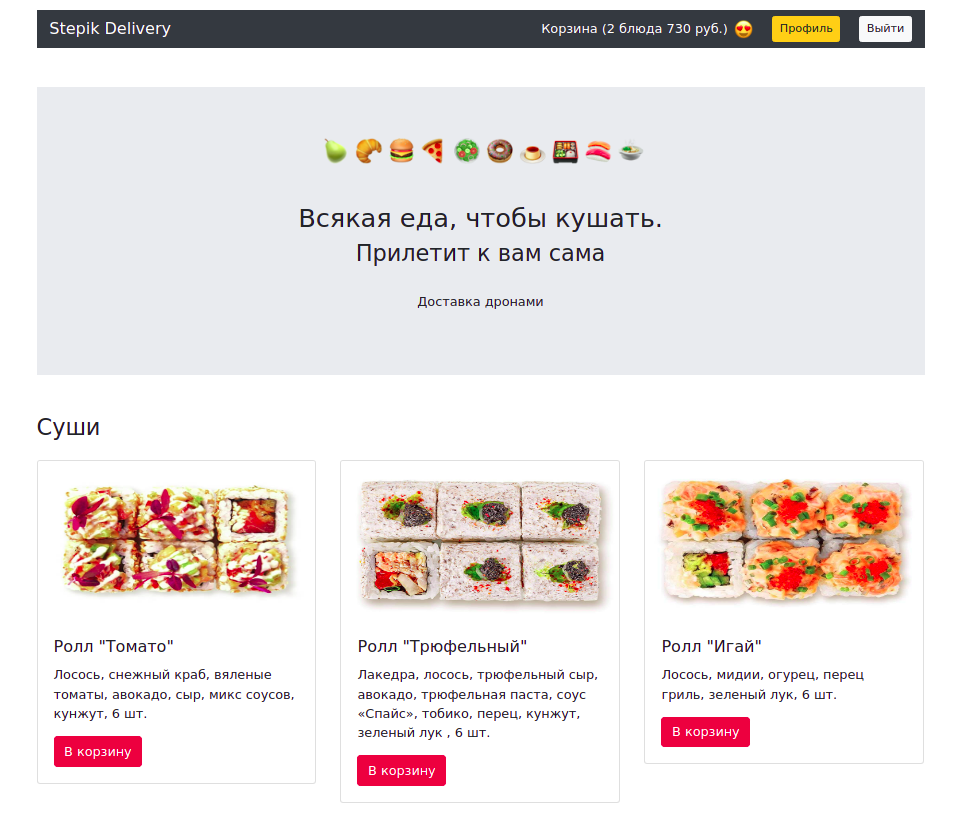 Stepik Delivery
Корзина (2 блюда 730 руб.) 😍 Профиль Выйти
Всякая еда, чтобы кушать.
Прилетит к вам сама
Доставка дронами
Суши
Ролл "Томато"
Лосось, снежный краб, вяленые
томаты, авокадо, сыр, микс соусов,
кунжут, 6 шт.
В корзину
Ролл "Трюфельный"
Лакедра, лосось, трюфельный сыр,
авокадо, трюфельная паста, соус
«Спайс», тобико, перец, кунжут,
зеленый лук , 6 шт.
В корзину
Ролл "Игай"
Лосось, мидии, огурец, перец
гриль, зеленый лук, 6 шт.
В корзину